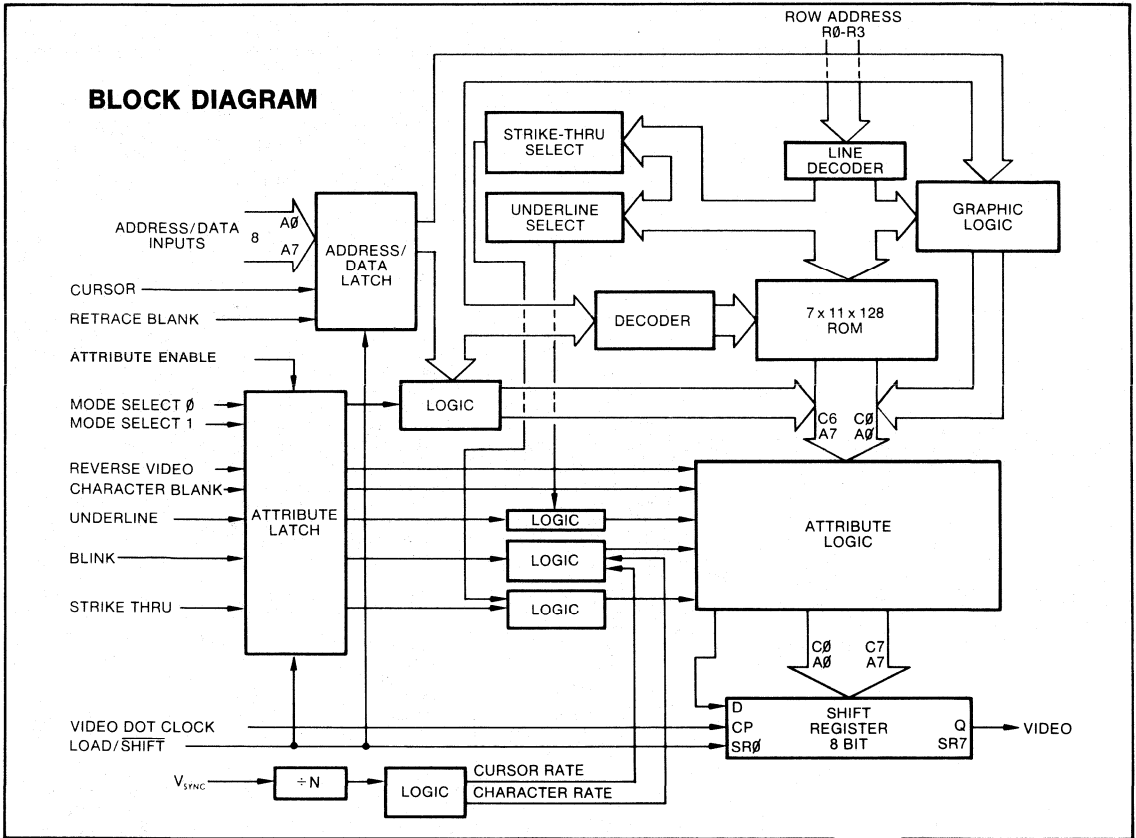 ROW ADDRESS
RØ-R3
BLOCK DIAGRAM
STRIKE-THRU
SELECT
LINE
DECODER
UNDERLINE
SELECT
GRAPHIC
LOGIC
ADDRESS/DATA
INPUTS
8
AØ
A7
ADDRESS/
DATA
LATCH
CURSOR
RETRACE BLANK
DECODER
7 x 11 x 128
ROM
ATTRIBUTE ENABLE
MODE SELECT Ø
MODE SELECT 1
LOGIC
C6 CØ
A7 AØ
REVERSE VIDEO
CHARACTER BLANK
UNDERLINE
BLINK
STRIKE THRU
ATTRIBUTE
LATCH
LOGIC
LOGIC
LOGIC
ATTRIBUTE
LOGIC
CØ C7
AØ A7
VIDEO DOT CLOCK
LOAD/SHIFT
D
CP
SRØ
SHIFT
REGISTER
8 BIT
Q
SR7
VIDEO
VSYNC
÷N
LOGIC
CURSOR RATE
CHARACTER RATE